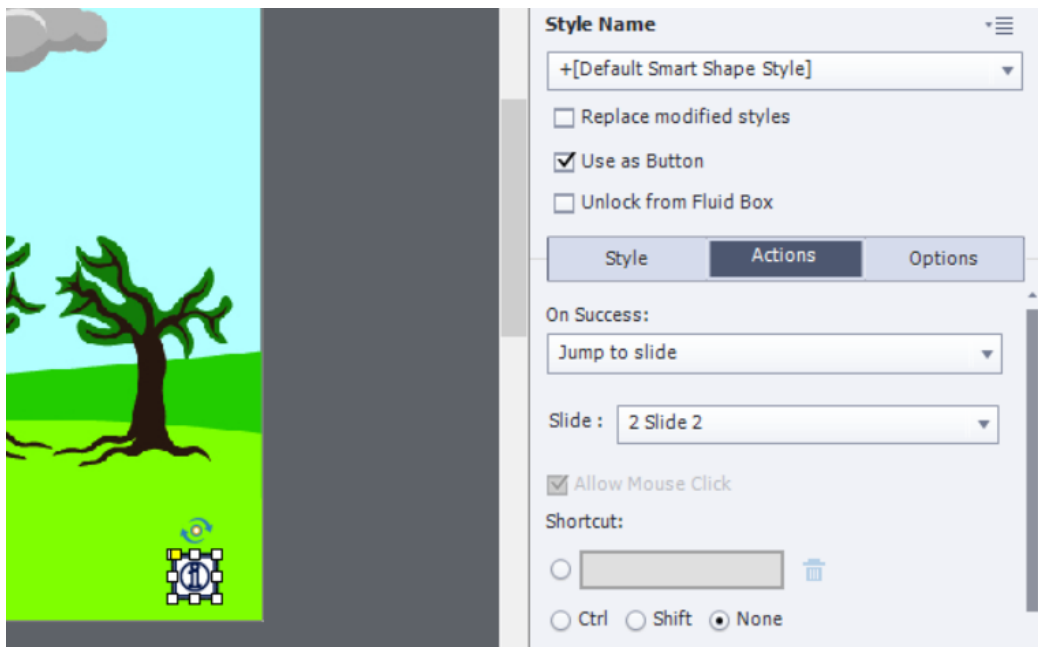 Style Name
+[Default Smart Shape Style]
Replace modified styles
Use as Button
Unlock from Fluid Box
Style Actions Options
On Success:
Jump to slide
Slide : 2 Slide 2
Allow Mouse Click
Shortcut:
Ctrl Shift None
i